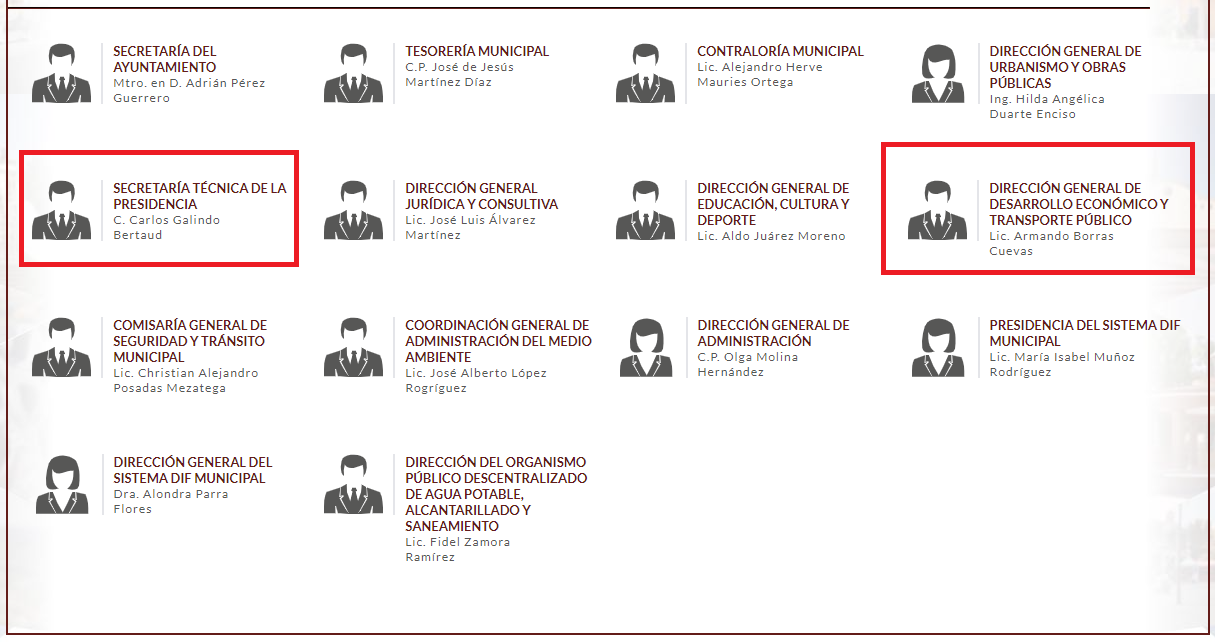 SECRETARÍA DEL
AYUNTAMIENTO
Mtro. en D. Adrián Pérez
Guerrero
TESORERÍA MUNICIPAL
C.P. José de Jesús
Martínez Díaz
CONTRALORÍA MUNICIPAL
Lic. Alejandro Herve
Mauries Ortega
DIRECCIÓN GENERAL DE
URBANISMO Y OBRAS
PÚBLICAS
Ing. Hilda Angélica
Duarte Enciso
SECRETARÍA TÉCNICA DE LA
PRESIDENCIA
C. Carlos Galindo
Bertaud
DIRECCIÓN GENERAL
JURÍDICA Y CONSULTIVA
Lic. José Luis Álvarez
Martínez
DIRECCIÓN GENERAL DE
EDUCACIÓN, CULTURA Y
DEPORTE
Lic. Aldo Juárez Moreno
DIRECCIÓN GENERAL DE
DESARROLLO ECONÓMICO Y
TRANSPORTE PÚBLICO
Lic. Armando Borras
Cuevas
COMISARÍA GENERAL DE
SEGURIDAD Y TRÁNSITO
MUNICIPAL
Lic. Christian Alejandro
Posadas Mezatega
COORDINACIÓN GENERAL DE
ADMINISTRACIÓN DEL MEDIO
AMBIENTE
Lic. José Alberto López
Rogríguez
DIRECCIÓN GENERAL DE
ADMINISTRACIÓN
C.P. Olga Molina
Hernández
PRESIDENCIA DEL SISTEMA DIF
MUNICIPAL
Lic. María Isabel Muñoz
Rodríguez
DIRECCIÓN GENERAL DEL
SISTEMA DIF MUNICIPAL
Dra. Alondra Parra
Flores
DIRECCIÓN DEL ORGANISMO
PÚBLICO DESCENTRALIZADO
DE AGUA POTABLE,
ALCANTARILLADO Y
SANEAMIENTO
Lic. Fidel Zamora
Ramírez